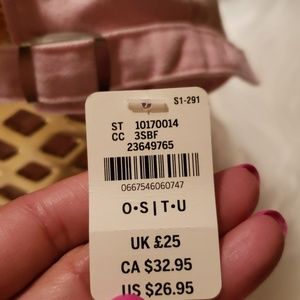 S1-291
ST 10170014
CC 3SBF
23649765
0667546060747
O•S|T•U
UK £25
CA $32.95
US $26.95